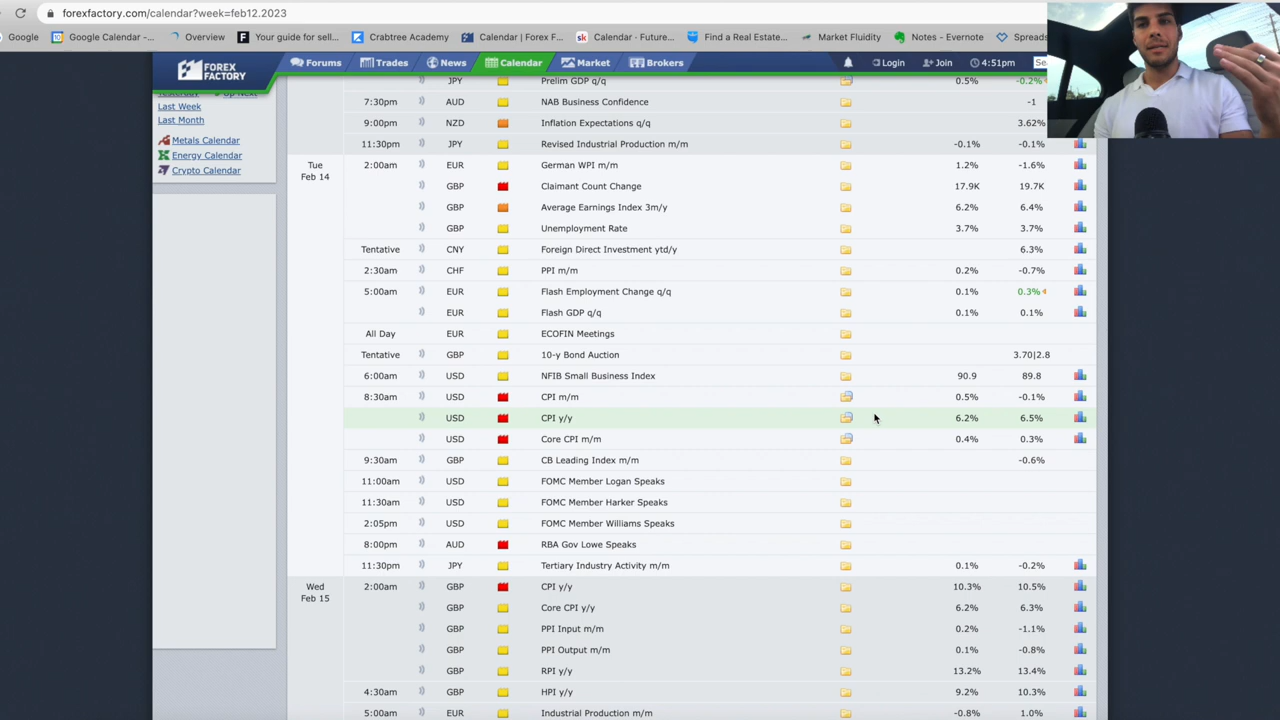 forexfactory.com/calendar?week=feb12.2023
Google Google Calendar -... Overview Your guide for sell... Crabtree Academy Calendar | Forex F... Calendar - Future... Find a Real Estate... Market Fluidity Notes - Evernote Spreads
FOREX FACTORY Forums Trades News Calendar Market Brokers Login Join 4:51pm Se
Last Week
Last Month
Metals Calendar
Energy Calendar
Crypto Calendar
JPY Prelim GDP q/q 0.5% -0.2%
7:30pm AUD NAB Business Confidence -1
9:00pm NZD Inflation Expectations q/q 3.62%
11:30pm JPY Revised Industrial Production m/m -0.1% -0.1%
Tue Feb 14 2:00am EUR German WPI m/m 1.2% -1.6%
GBP Claimant Count Change 17.9K 19.7K
GBP Average Earnings Index 3m/y 6.2% 6.4%
GBP Unemployment Rate 3.7% 3.7%
Tentative CNY Foreign Direct Investment ytd/y 6.3%
2:30am CHF PPI m/m 0.2% -0.7%
5:00am EUR Flash Employment Change q/q 0.1% 0.3%
EUR Flash GDP q/q 0.1% 0.1%
All Day EUR ECOFIN Meetings
Tentative GBP 10-y Bond Auction 3.70|2.8
6:00am USD NFIB Small Business Index 90.9 89.8
8:30am USD CPI m/m 0.5% -0.1%
USD CPI y/y 6.2% 6.5%
USD Core CPI m/m 0.4% 0.3%
9:30am GBP CB Leading Index m/m -0.6%
11:00am USD FOMC Member Logan Speaks
11:30am USD FOMC Member Harker Speaks
2:05pm USD FOMC Member Williams Speaks
8:00pm AUD RBA Gov Lowe Speaks
11:30pm JPY Tertiary Industry Activity m/m 0.1% -0.2%
Wed Feb 15 2:00am GBP CPI y/y 10.3% 10.5%
GBP Core CPI y/y 6.2% 6.3%
GBP PPI Input m/m 0.2% -1.1%
GBP PPI Output m/m 0.1% -0.8%
GBP RPI y/y 13.2% 13.4%
4:30am GBP HPI y/y 9.2% 10.3%
5:00am EUR Industrial Production m/m -0.8% 1.0%